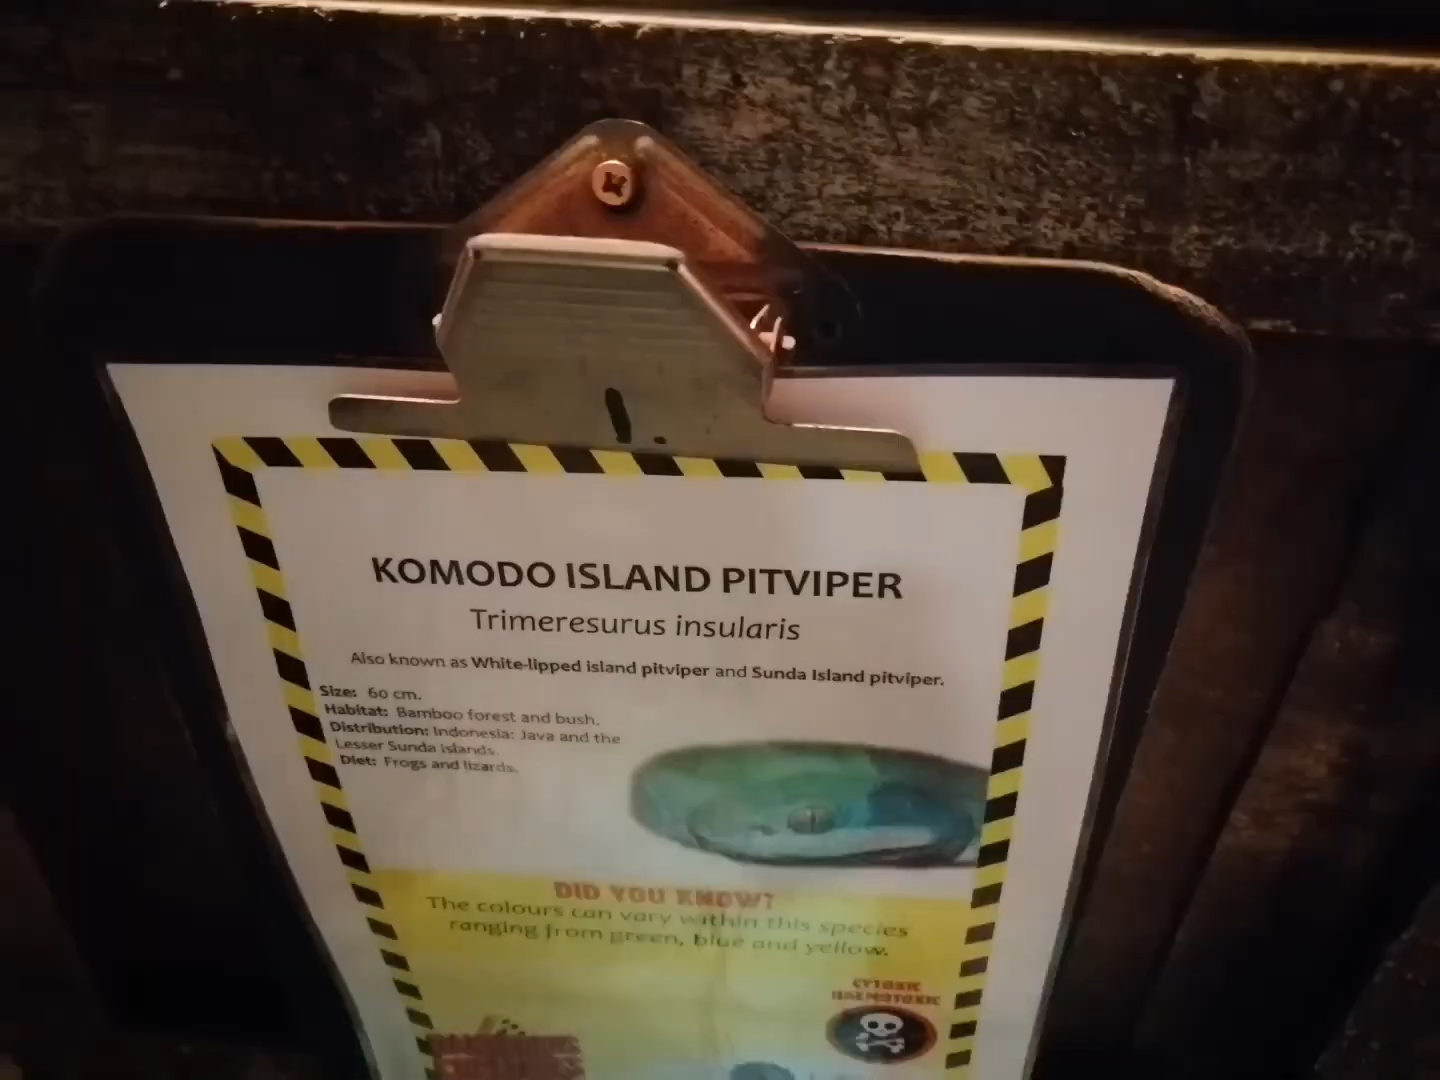 KOMODO ISLAND PITVIPER
Trimeresurus insularis
Also known as White-lipped island pitviper and Sunda Island pitviper.
Size: 60 cm.
Habitat: Bamboo forest and bush.
Distribution: Indonesia: Java and the
Lesser Sunda islands.
Diet: Frogs and lizards.
DID YOU KNOW?
The colours can vary within this species
ranging from green, blue and yellow.
CYTOXIC
HAEMOTOXIC